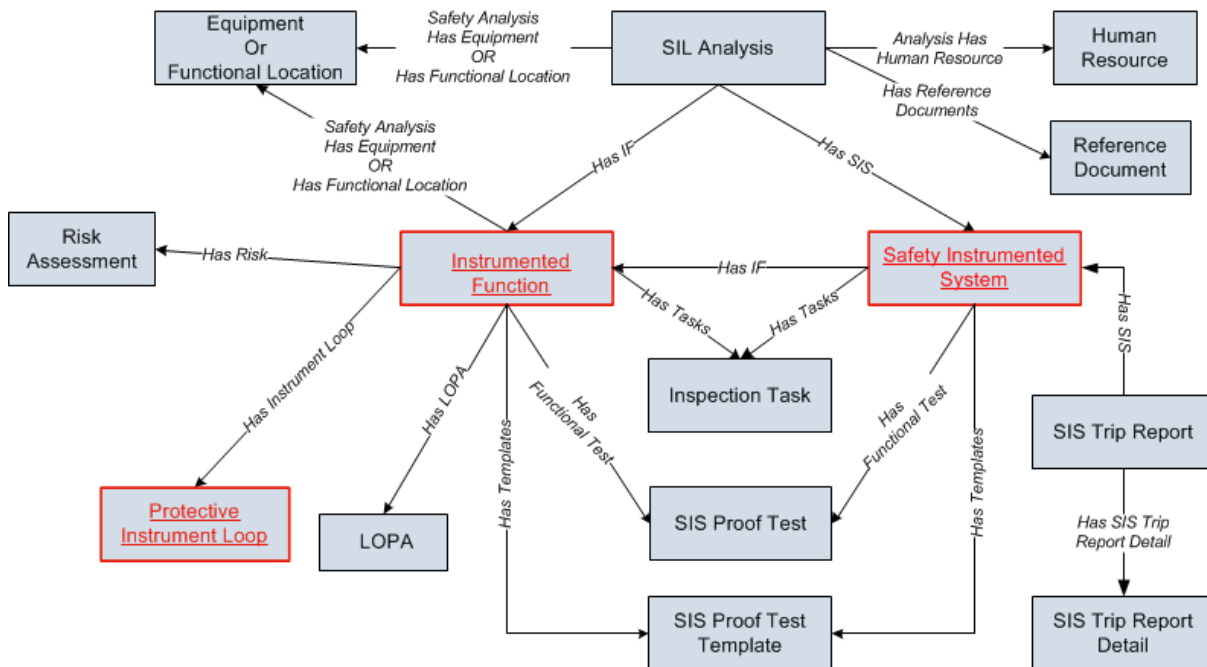 Equipment
Or
Functional Location
Safety Analysis
Has Equipment
OR
Has Functional Location
SIL Analysis
Analysis Has
Human Resource
Human
Resource
Has Reference
Documents
Reference
Document
Safety Analysis
Has Equipment
OR
Has Functional Location
Has IF
Has SIS
Risk
Assessment
Has Risk
Instrumented
Function
Has IF
Safety Instrumented
System
Has Tasks
Has Tasks
Has SIS
Inspection Task
Has Instrument Loop
Has LOPA
Has Templates
Has
Functional Test
Has
Functional Test
Has Templates
SIS Trip Report
Protective
Instrument Loop
LOPA
SIS Proof Test
Has SIS Trip
Report Detail
SIS Proof Test
Template
SIS Trip Report
Detail